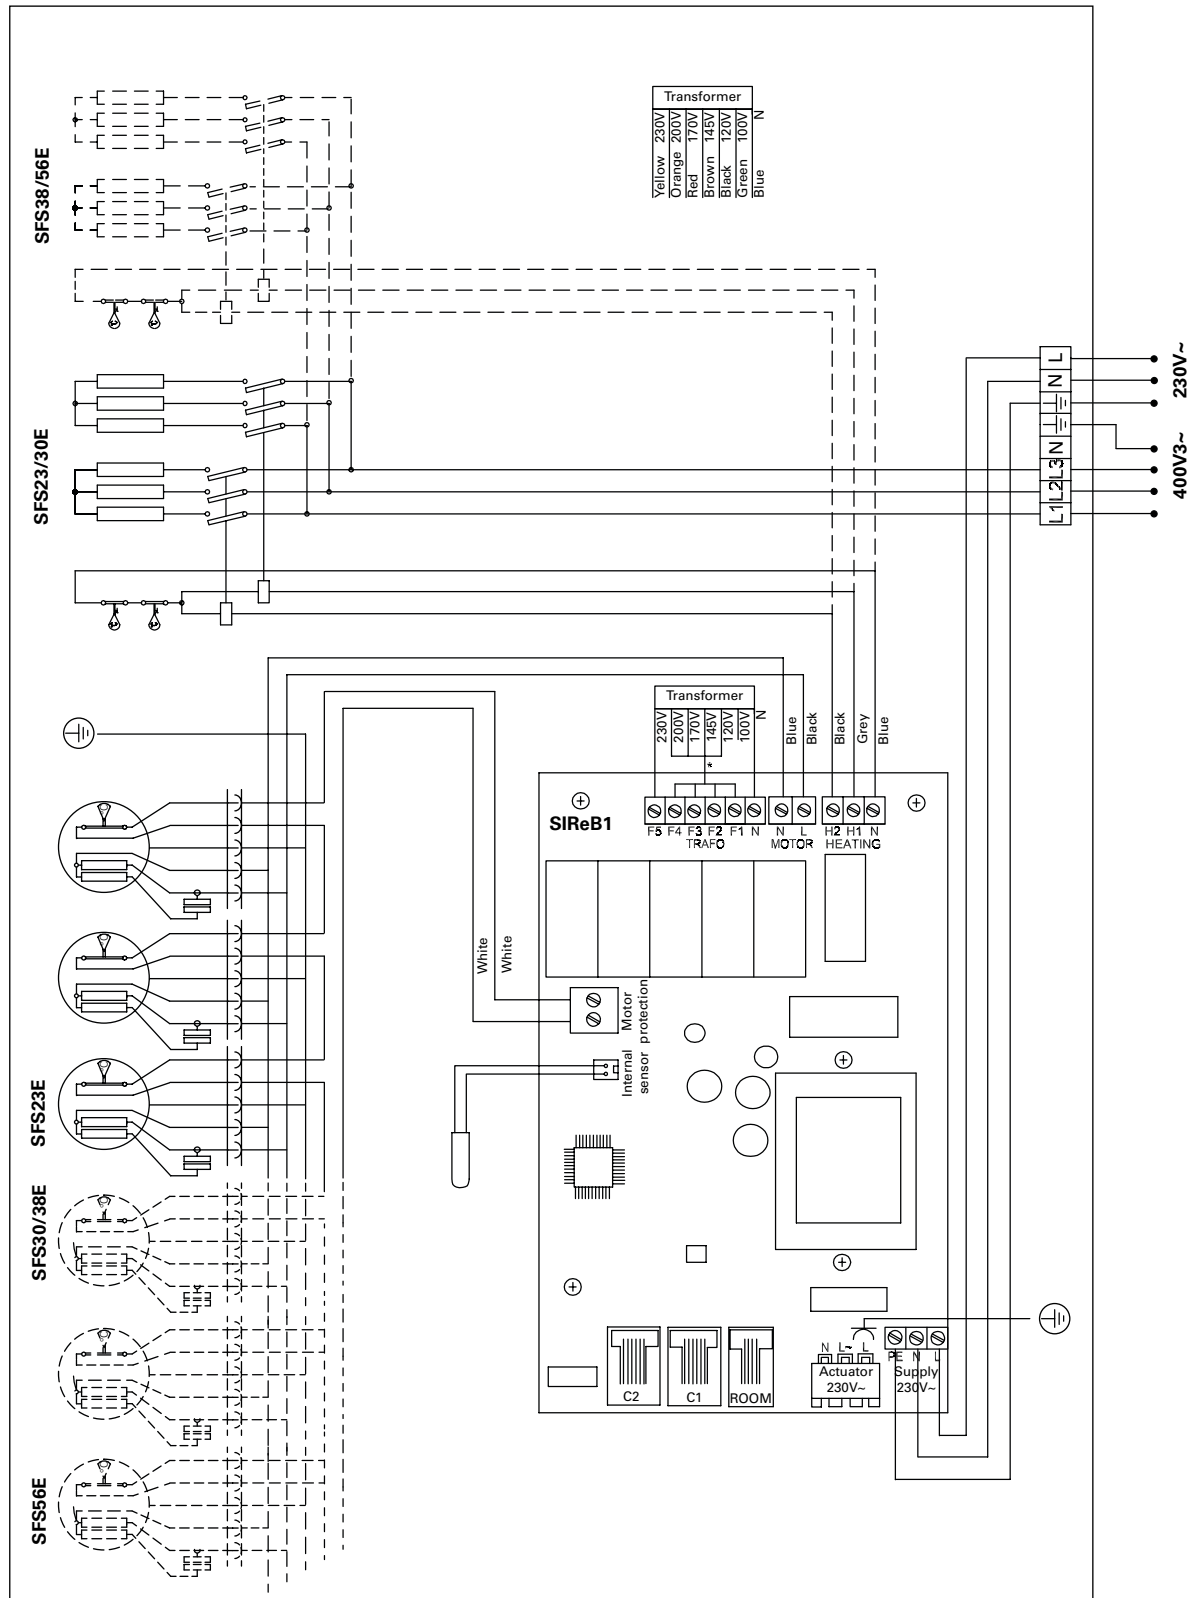 SFS38/56E
Transformer
Yellow 230V
Orange 200V
Red 170V
Brown 145V
Black 120V
Green 100V
Blue N
SFS23/30E
L
N
N
L3
L2
L1
230V~
400V3~
Transformer
230V
200V
170V
145V
120V
100V
N
*
Blue
Black
Black
Grey
Blue
SIReB1
F5 F4 F3 F2 F1 N
TRAFO
N L
MOTOR
H2 H1 N
HEATING
White
White
Motor
protection
Internal
sensor
SFS23E
SFS30/38E
SFS56E
C2
C1
ROOM
N L~ L
Actuator
230V~
PE N L
Supply
230V~